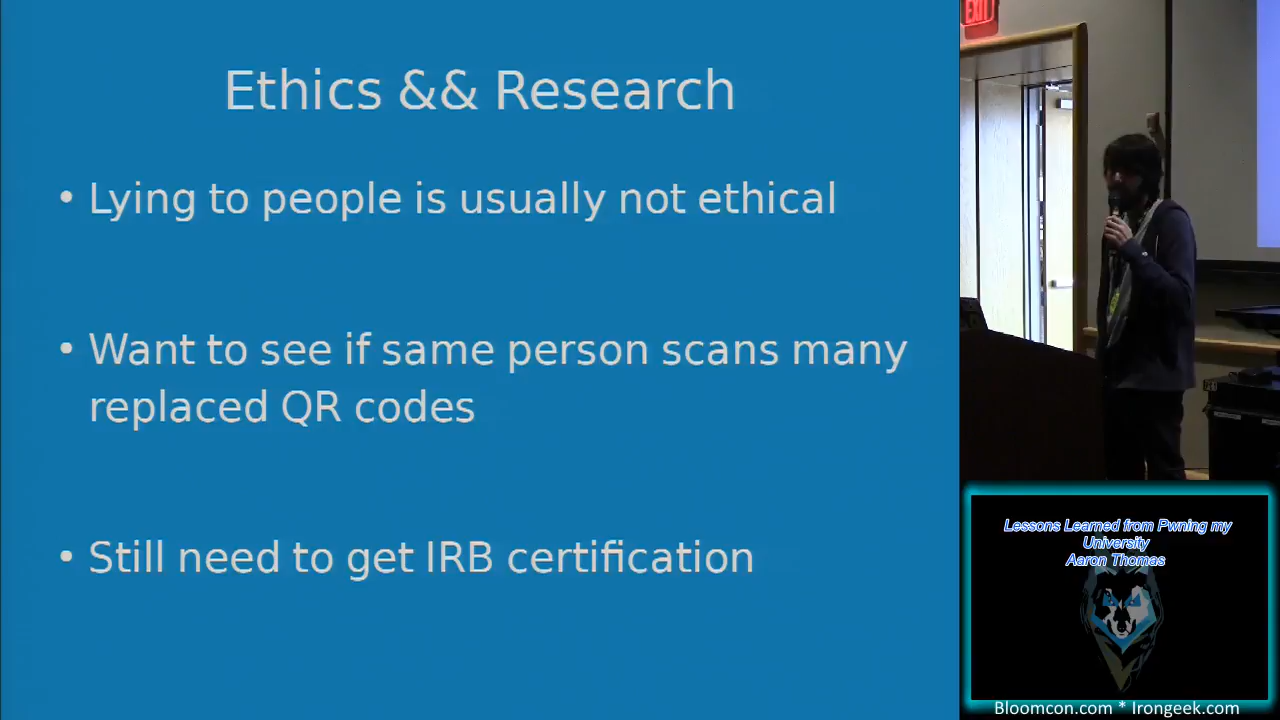 Ethics && Research
• Lying to people is usually not ethical
• Want to see if same person scans many
replaced QR codes
• Still need to get IRB certification
EXIT
Lessons Learned from Pwning my
University
Aaron Thomas
Bloomcon.com * Irongeek.com